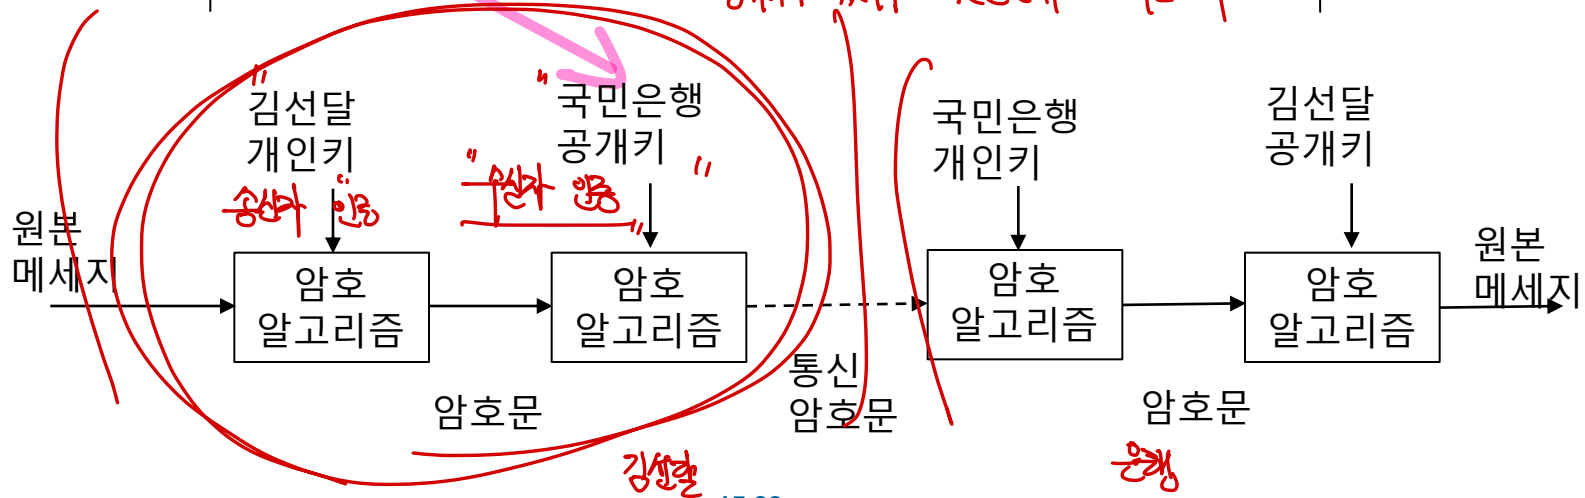 "김선달
개인키"
송신자 인증
"국민은행
공개키"
"수신자 인증"
국민은행
개인키
김선달
공개키
원본
메세지
암호
알고리즘
암호
알고리즘
암호
알고리즘
암호
알고리즘
원본
메세지
암호문
통신
암호문
암호문
김선달
은행